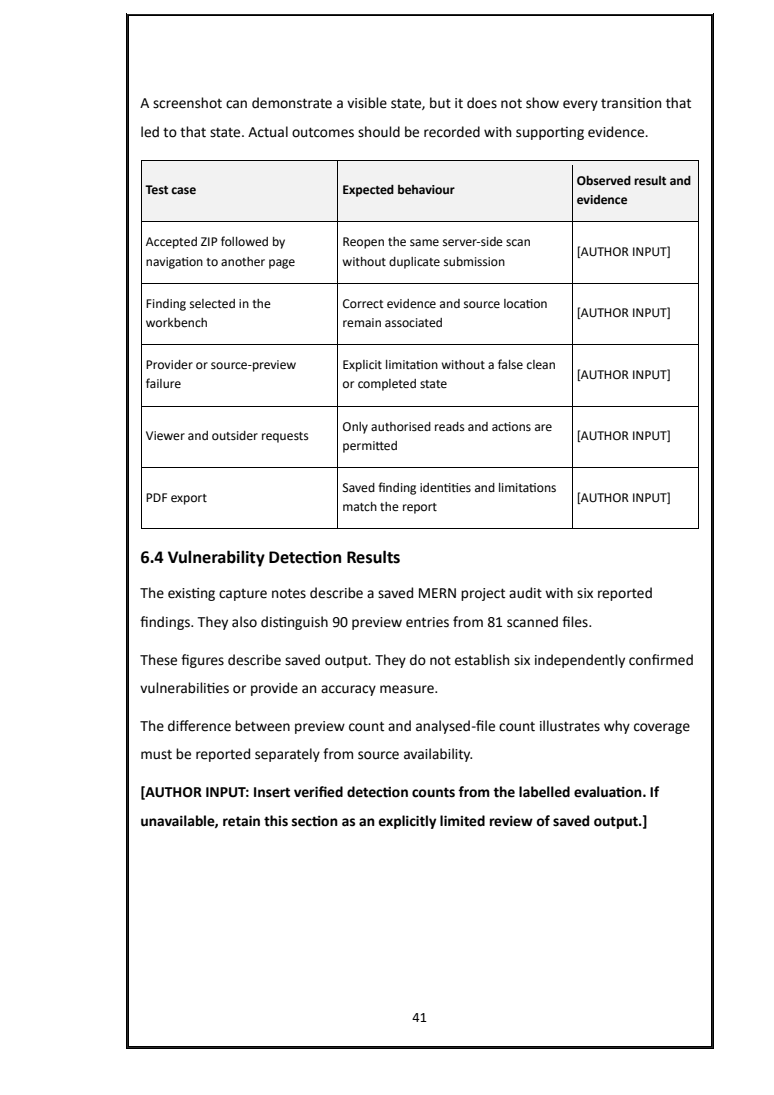 A screenshot can demonstrate a visible state, but it does not show every transition that
led to that state. Actual outcomes should be recorded with supporting evidence.
Test case
Expected behaviour
Observed result and
evidence
Accepted ZIP followed by
navigation to another page
Reopen the same server-side scan
without duplicate submission
[AUTHOR INPUT]
Finding selected in the
workbench
Correct evidence and source location
remain associated
[AUTHOR INPUT]
Provider or source-preview
failure
Explicit limitation without a false clean
or completed state
[AUTHOR INPUT]
Viewer and outsider requests
Only authorised reads and actions are
permitted
[AUTHOR INPUT]
PDF export
Saved finding identities and limitations
match the report
[AUTHOR INPUT]
6.4 Vulnerability Detection Results
The existing capture notes describe a saved MERN project audit with six reported
findings. They also distinguish 90 preview entries from 81 scanned files.
These figures describe saved output. They do not establish six independently confirmed
vulnerabilities or provide an accuracy measure.
The difference between preview count and analysed-file count illustrates why coverage
must be reported separately from source availability.
[AUTHOR INPUT: Insert verified detection counts from the labelled evaluation. If
unavailable, retain this section as an explicitly limited review of saved output.]
41